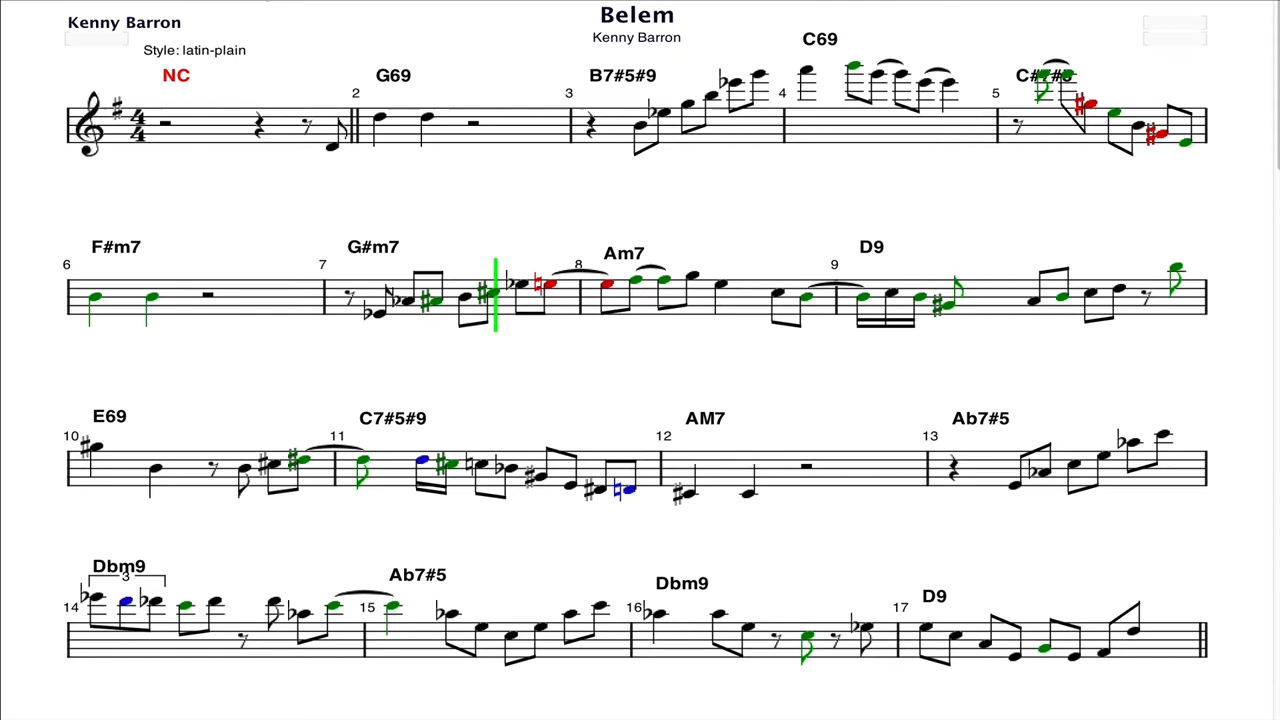 Belem
Kenny Barron
Kenny Barron
Style: latin-plain
NC G69 B7#5#9 C69
2 3 4 5
4
4
F#m7 G#m7 Am7 D9
6 7 8 9
E69 C7#5#9 AM7 Ab7#5
10 11 12 13
Dbm9 Ab7#5 Dbm9 D9
3
14 15 16 17